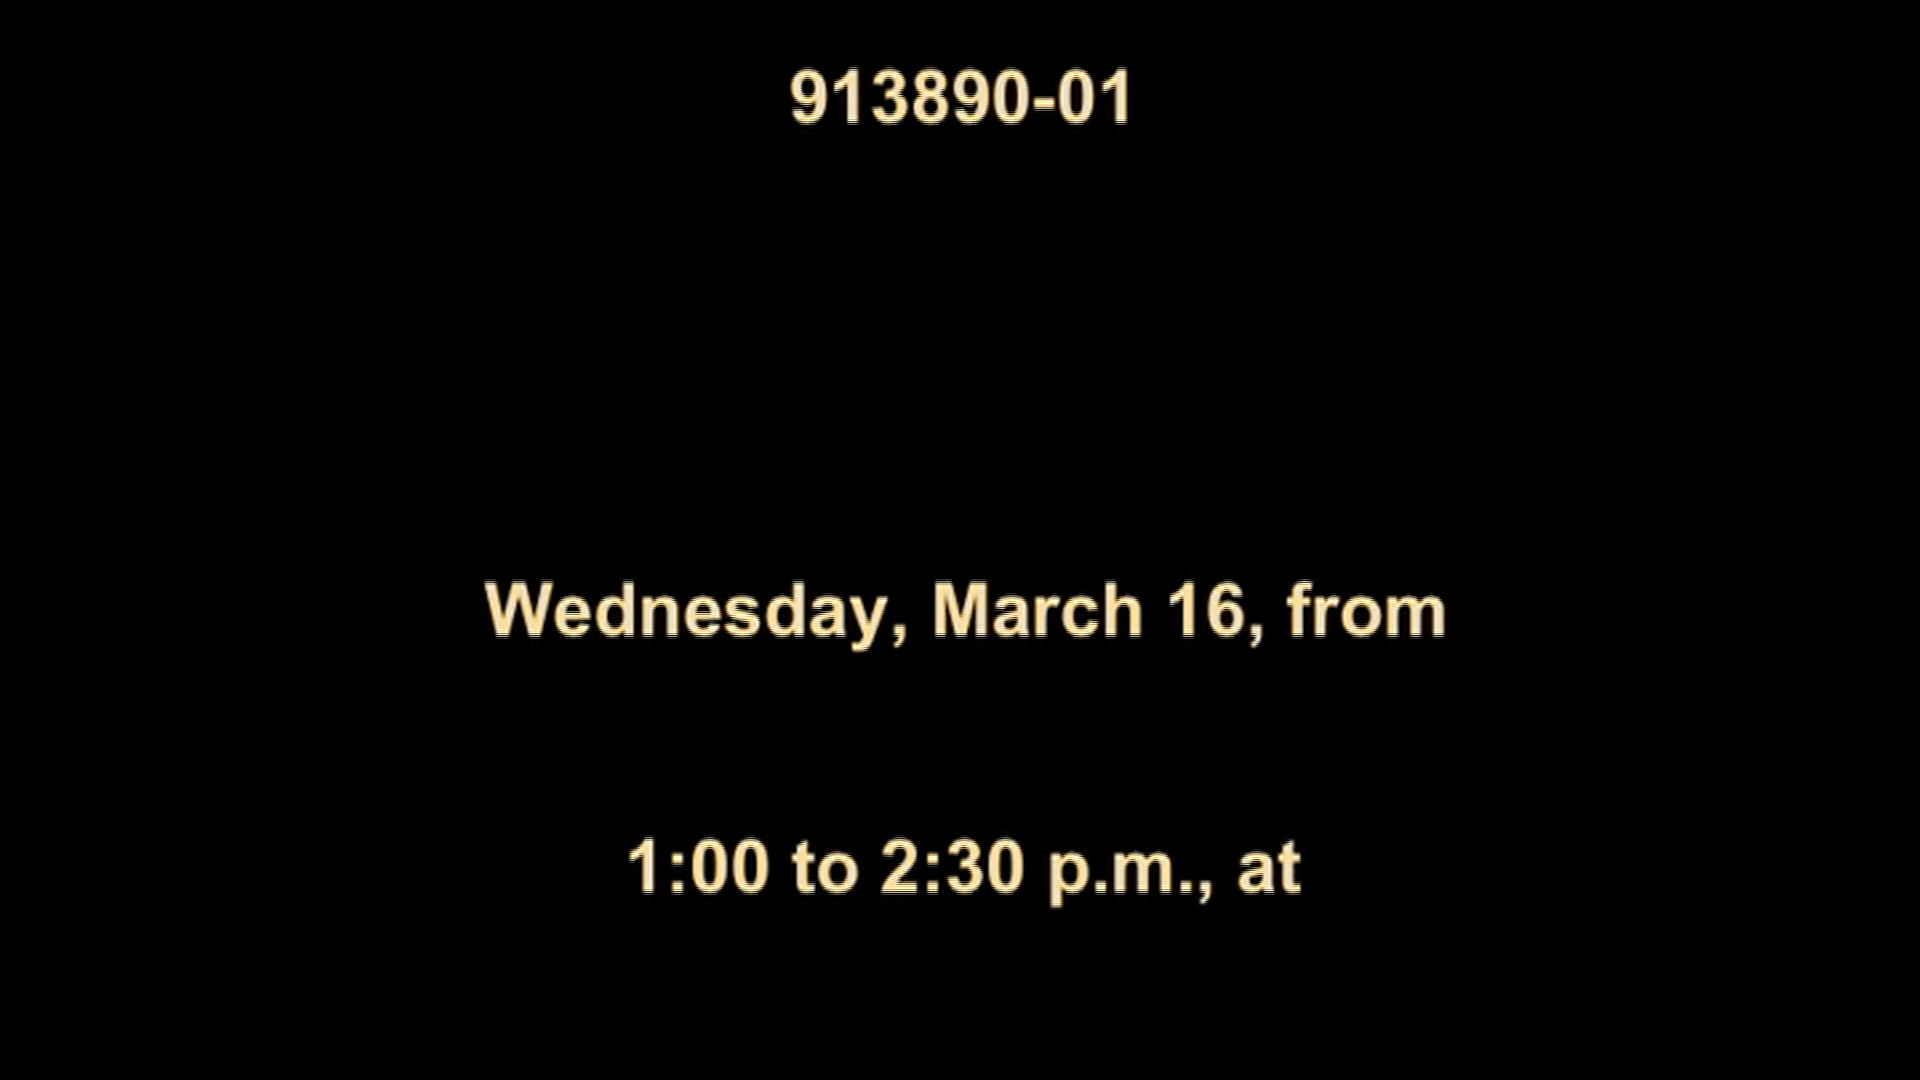 913890-01
Wednesday, March 16, from
1:00 to 2:30 p.m., at